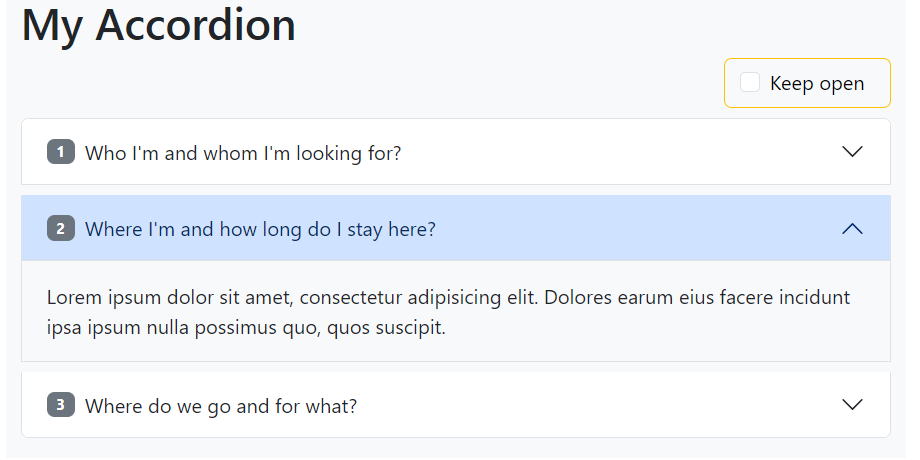 My Accordion
Keep open
1 Who I'm and whom I'm looking for?
2 Where I'm and how long do I stay here?
Lorem ipsum dolor sit amet, consectetur adipisicing elit. Dolores earum eius facere incidunt
ipsa ipsum nulla possimus quo, quos suscipit.
3 Where do we go and for what?